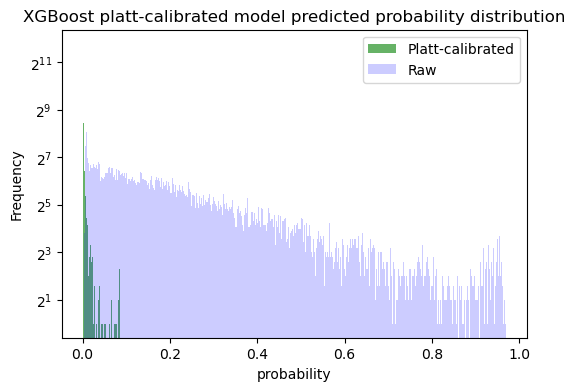 XGBoost platt-calibrated model predicted probability distribution
Platt-calibrated
Raw
Frequency
2¹¹
2⁹
2⁷
2⁵
2³
2¹
0.0 0.2 0.4 0.6 0.8 1.0
probability